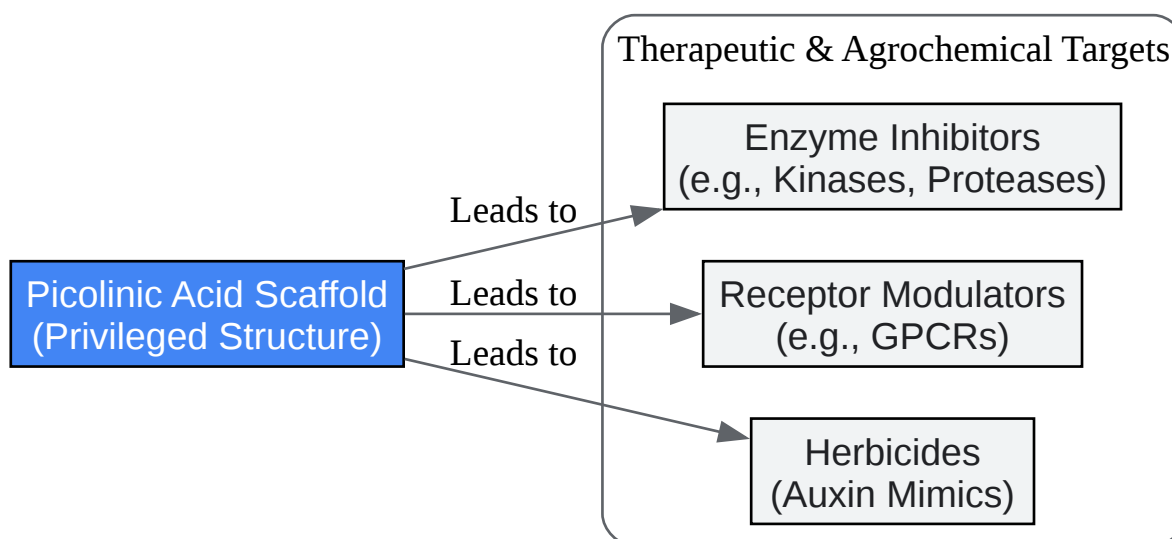 Therapeutic & Agrochemical Targets
Enzyme Inhibitors
(e.g., Kinases, Proteases)
Leads to
Picolinic Acid Scaffold
(Privileged Structure)
Leads to
Receptor Modulators
(e.g., GPCRs)
Leads to
Herbicides
(Auxin Mimics)